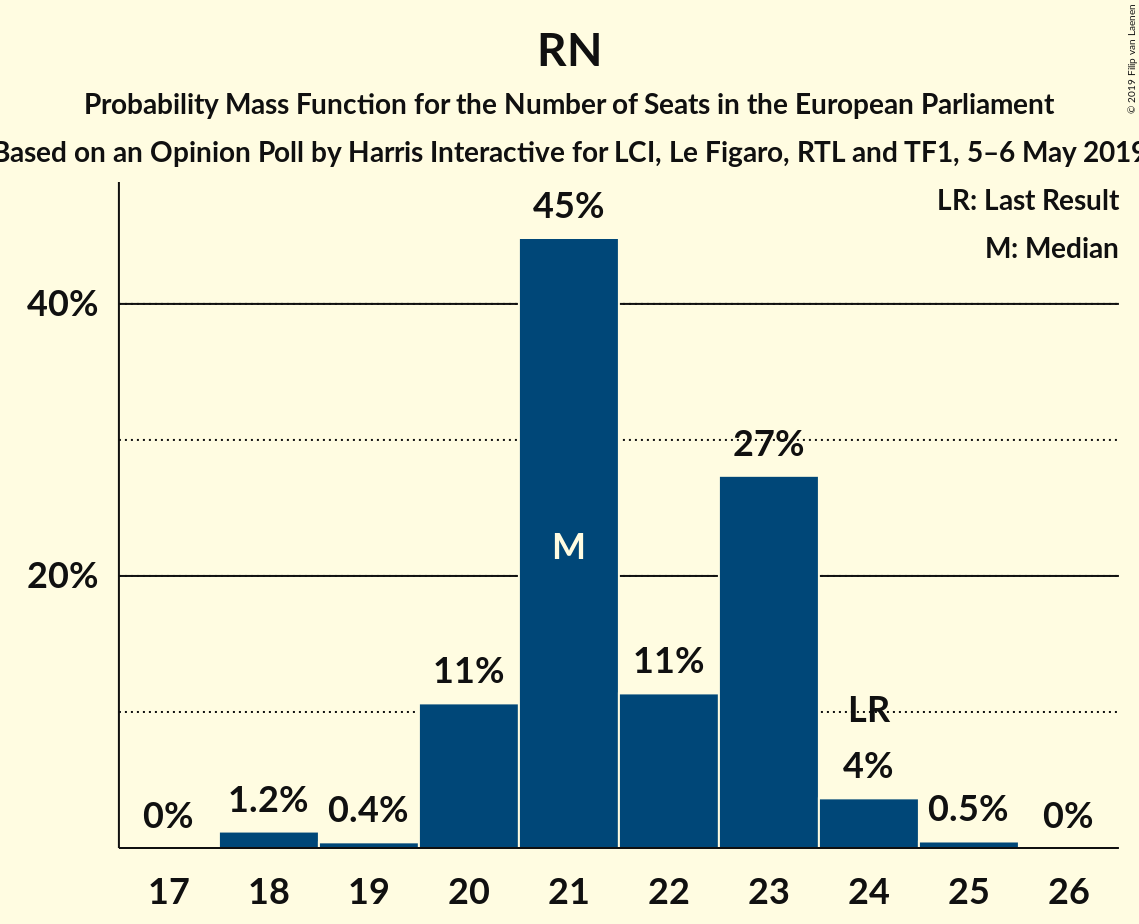 RN
Probability Mass Function for the Number of Seats in the European Parliament
Based on an Opinion Poll by Harris Interactive for LCI, Le Figaro, RTL and TF1, 5–6 May 2019
© 2019 Filip van Laenen
LR: Last Result
M: Median
45%
40%
27%
M
20%
11%
11%
LR
4%
0%
1.2%
0.4%
0.5%
0%
17 18 19 20 21 22 23 24 25 26